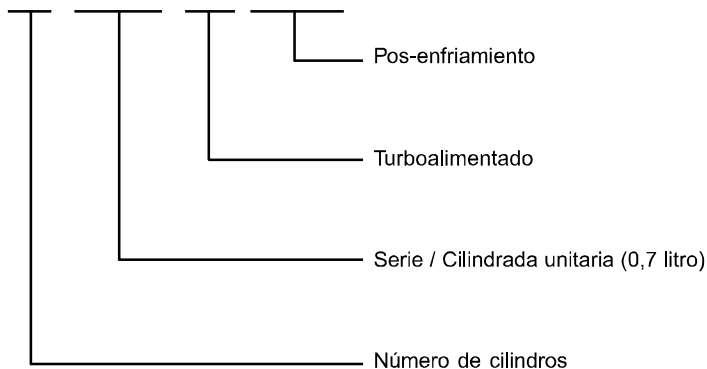 Pos-enfriamiento
Turboalimentado
Serie / Cilindrada unitaria (0,7 litro)
Número de cilindros